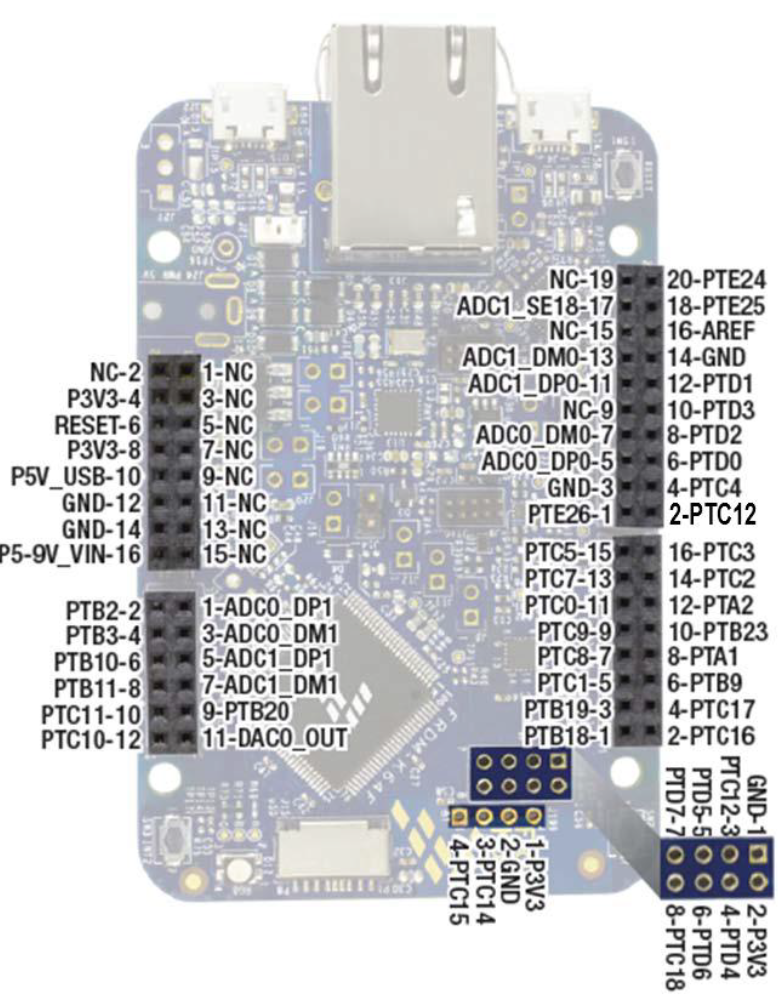 NC-19 20-PTE24
ADC1_SE18-17 18-PTE25
NC-15 16-AREF
ADC1_DM0-13 14-GND
ADC1_DP0-11 12-PTD1
NC-9 10-PTD3
ADC0_DM0-7 8-PTD2
ADC0_DP0-5 6-PTD0
GND-3 4-PTC4
PTE26-1 2-PTC12
NC-2 1-NC
P3V3-4 3-NC
RESET-6 5-NC
P3V3-8 7-NC
P5V_USB-10 9-NC
GND-12 11-NC
GND-14 13-NC
P5-9V_VIN-16 15-NC
PTC5-15 16-PTC3
PTC7-13 14-PTC2
PTC0-11 12-PTA2
PTC9-9 10-PTB23
PTC8-7 8-PTA1
PTC1-5 6-PTB9
PTB19-3 4-PTC17
PTB18-1 2-PTC16
PTB2-2 1-ADC0_DP1
PTB3-4 3-ADC0_DM1
PTB10-6 5-ADC1_DP1
PTB11-8 7-ADC1_DM1
PTC11-10 9-PTB20
PTC10-12 11-DAC0_OUT
FRDM-K64F
GND-1
PTC12-3
PTD5-5
PTD7-7
1-P3V3
2-GND
3-PTC14
4-PTC15
2-P3V3
4-PTD4
6-PTD6
8-PTC18
RESET
RGB